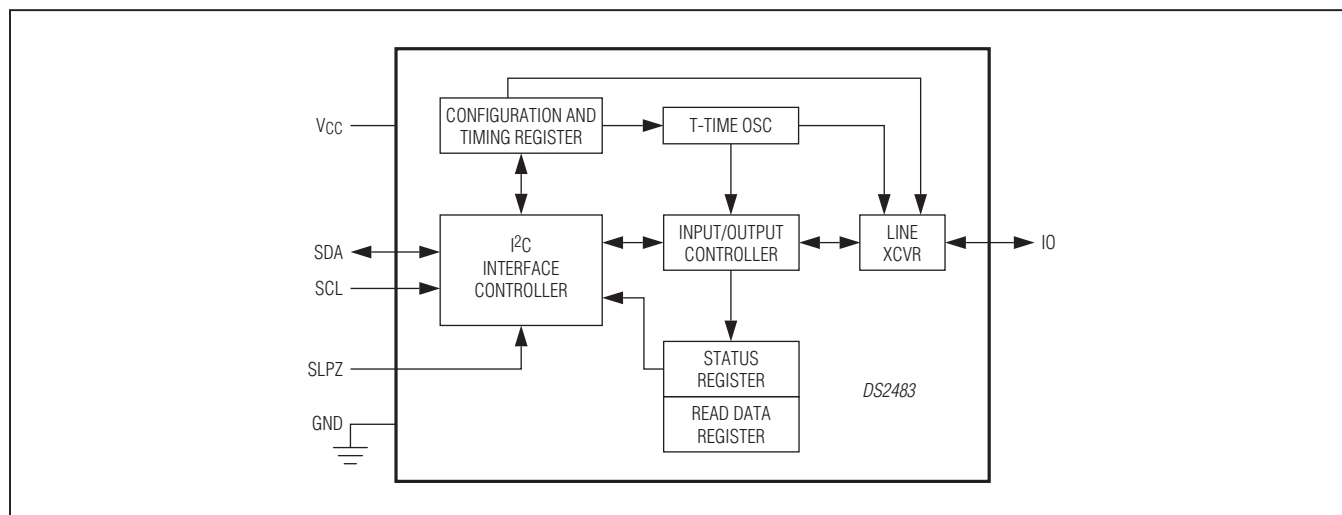 VCC
SDA
SCL
SLPZ
GND
CONFIGURATION AND
TIMING REGISTER
T-TIME OSC
I²C
INTERFACE
CONTROLLER
INPUT/OUTPUT
CONTROLLER
LINE
XCVR
IO
STATUS
REGISTER
READ DATA
REGISTER
DS2483